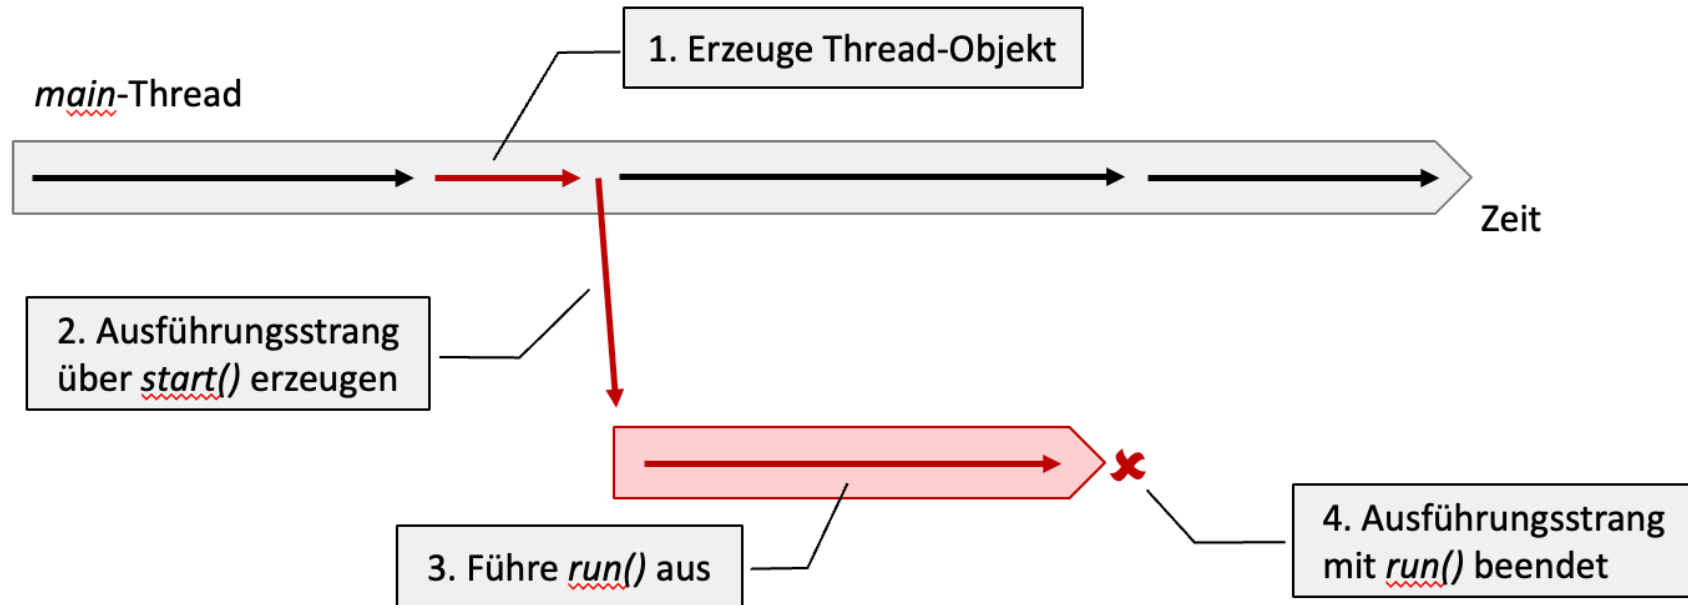 1. Erzeuge Thread-Objekt
main-Thread
Zeit
2. Ausführungsstrang
über start() erzeugen
3. Führe run() aus
4. Ausführungsstrang
mit run() beendet